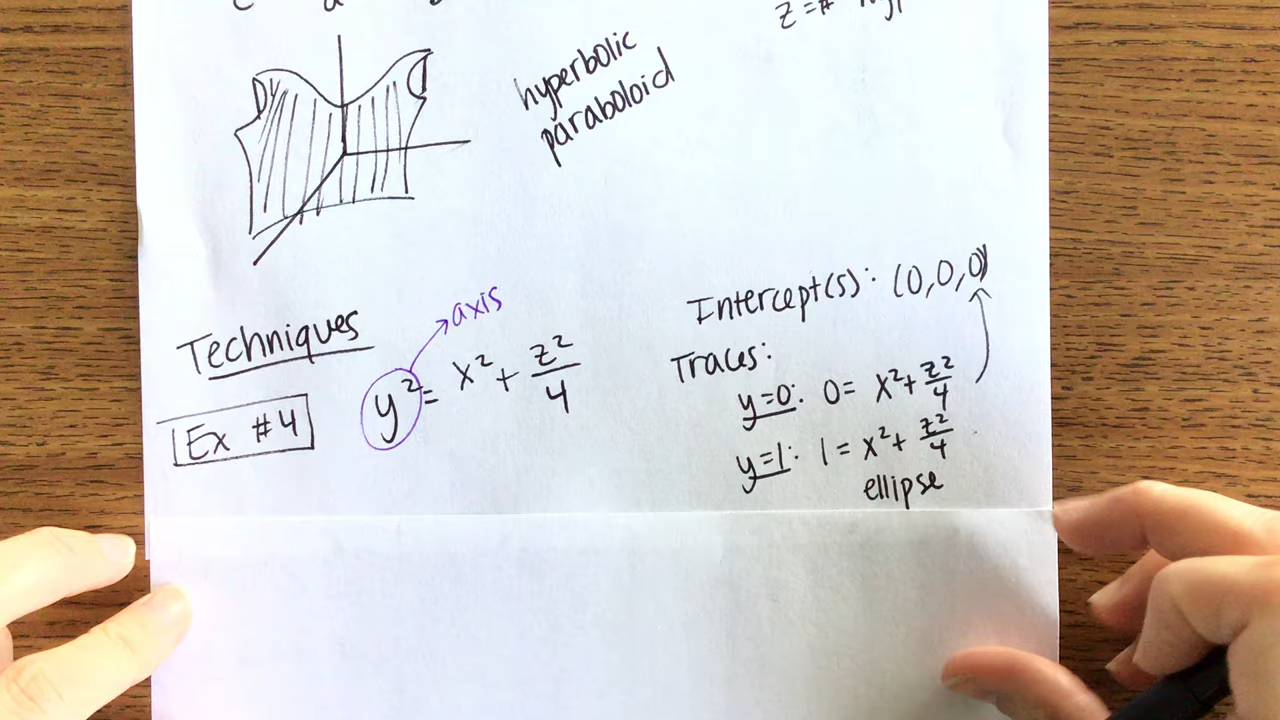 z =
hyperbolic
paraboloid
Techniques
axis
Ex #4
y² = x² + z²/4
Intercept(s): (0,0,0)
Traces:
y=0: 0 = x² + z²/4
y=1: 1 = x² + z²/4
ellipse